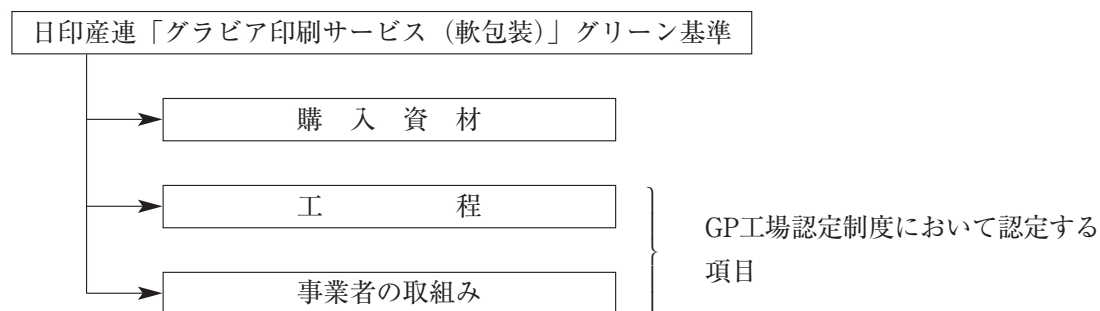 日印産連「グラビア印刷サービス（軟包装）」グリーン基準
購 入 資 材
工 程
事業者の取組み
GP工場認定制度において認定する
項目